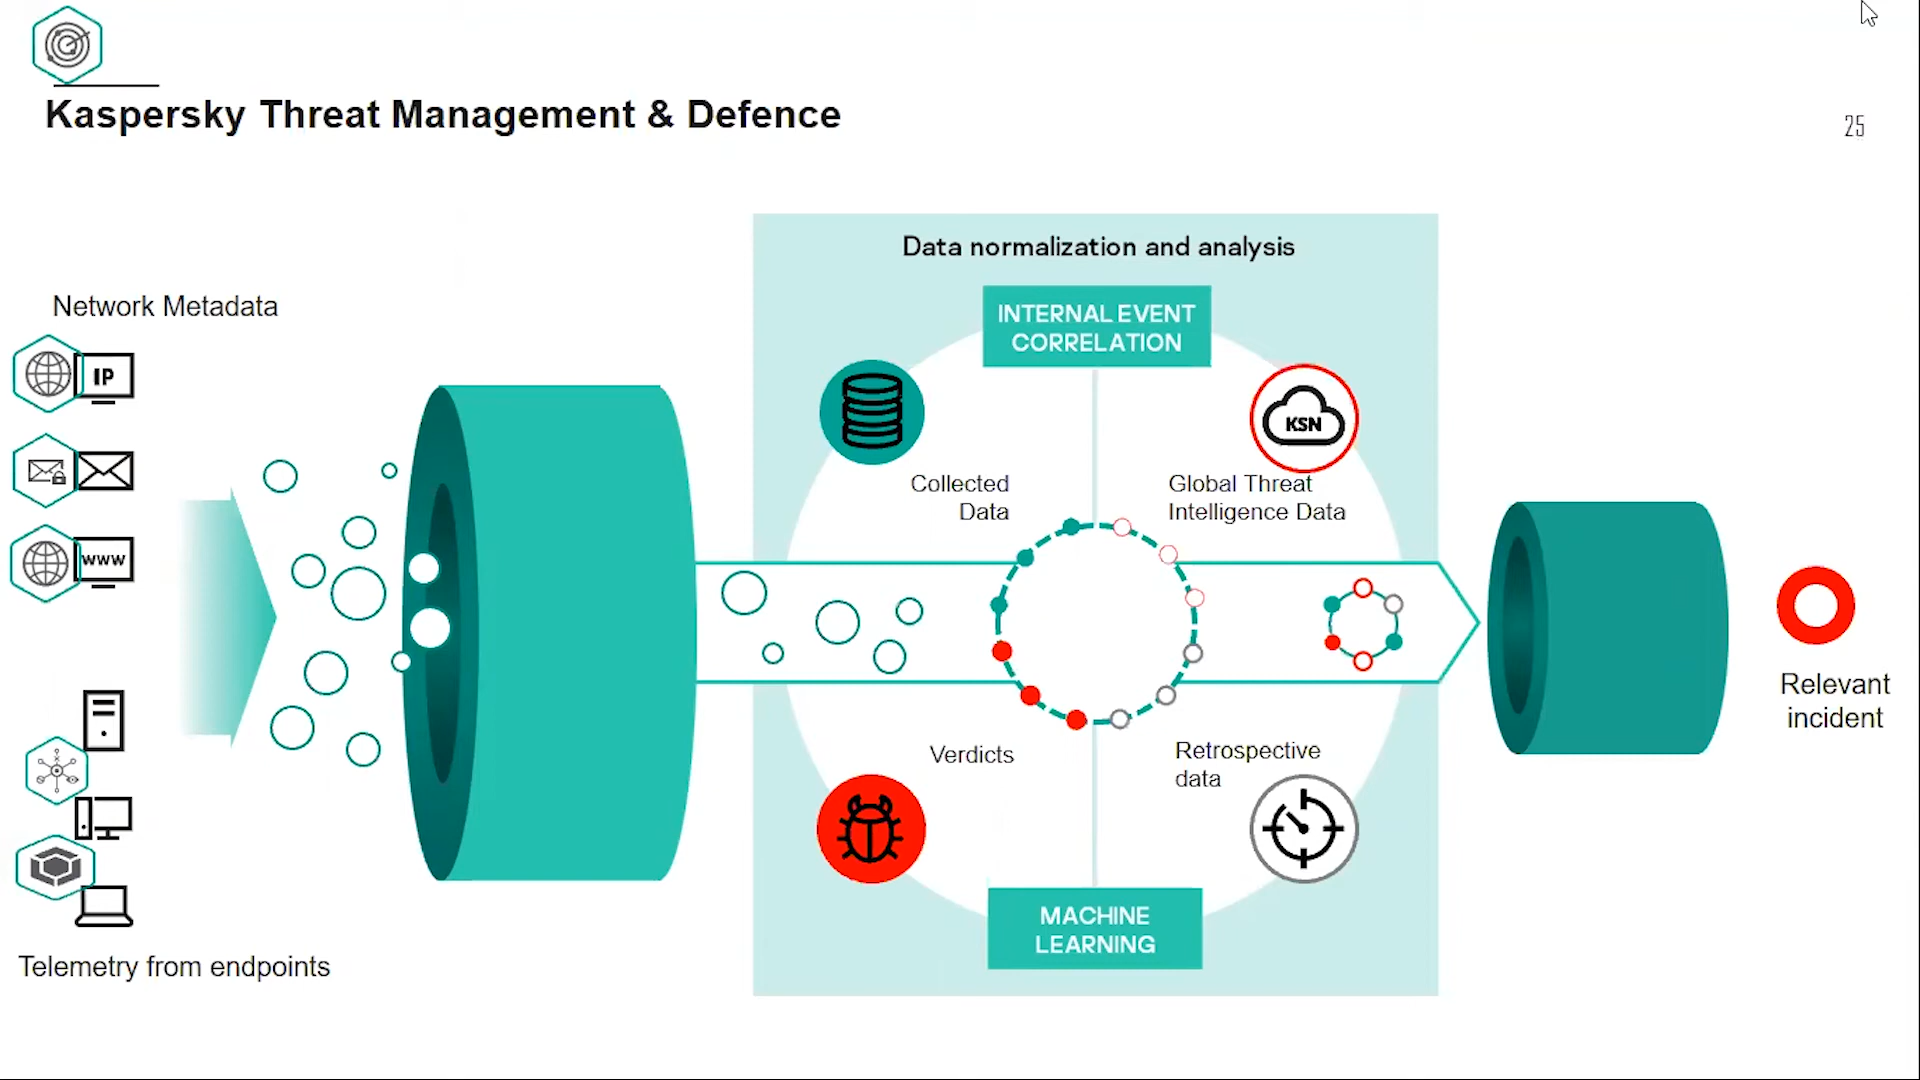 Kaspersky Threat Management & Defence
25
Network Metadata
IP
www
Telemetry from endpoints
Data normalization and analysis
INTERNAL EVENT
CORRELATION
KSN
Collected
Data
Global Threat
Intelligence Data
Verdicts
Retrospective
data
MACHINE
LEARNING
Relevant
incident